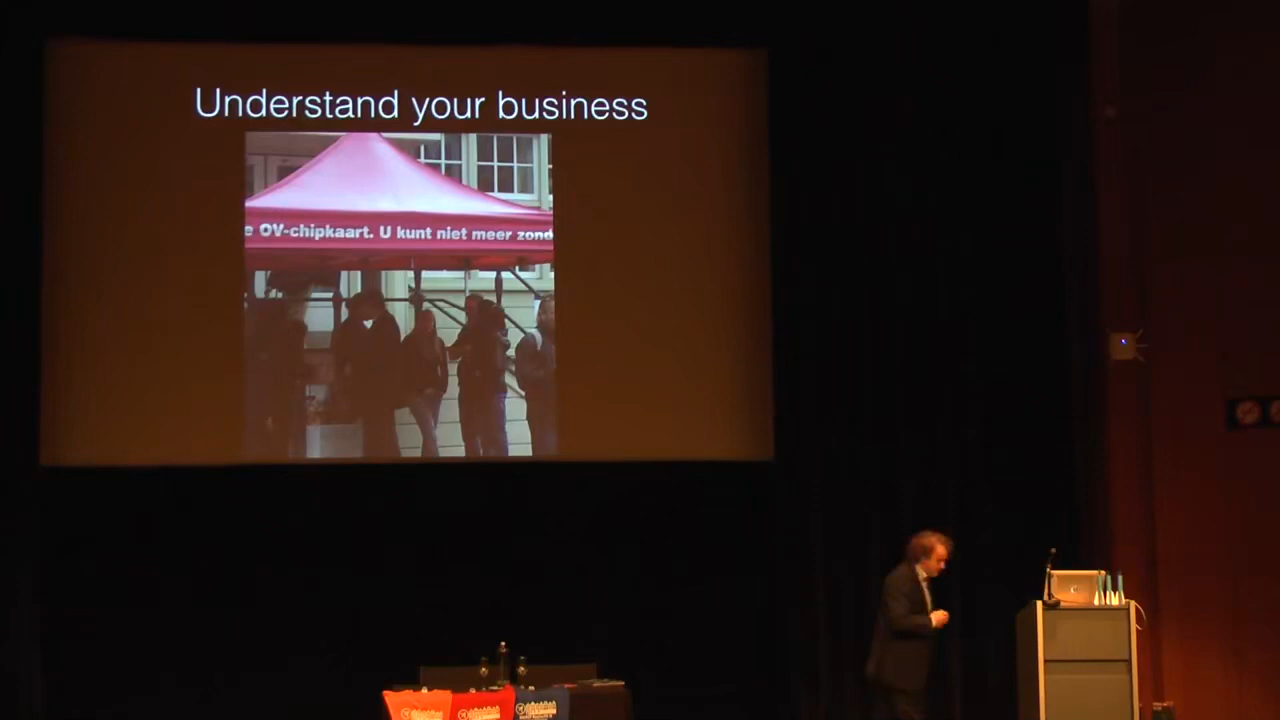 Understand your business
e OV-chipkaart. U kunt niet meer zond